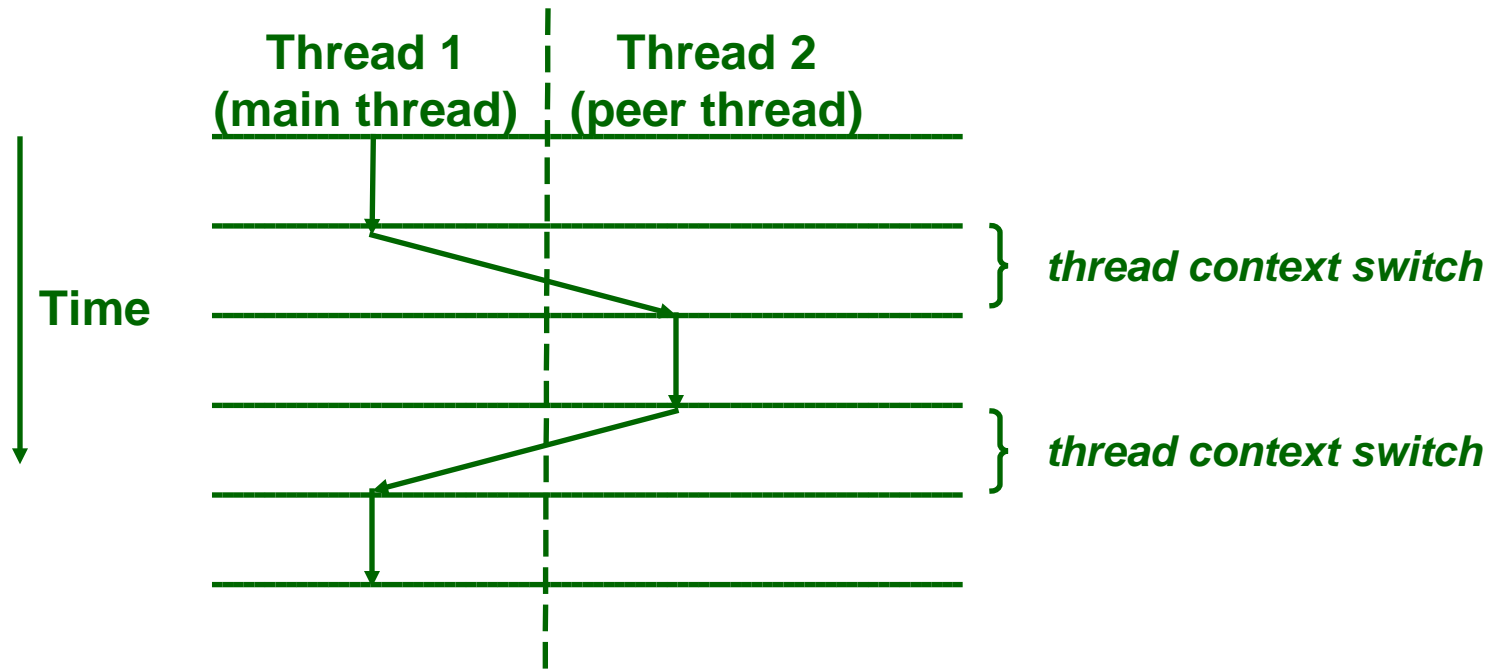 Thread 1
(main thread)
Thread 2
(peer thread)
thread context switch
Time
thread context switch